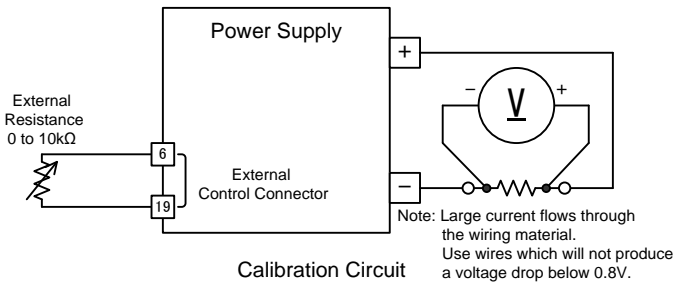 Power Supply
+
− +
V
External
Resistance
0 to 10kΩ
6
External
Control Connector
19
−
Note: Large current flows through
the wiring material.
Use wires which will not produce
a voltage drop below 0.8V.
Calibration Circuit